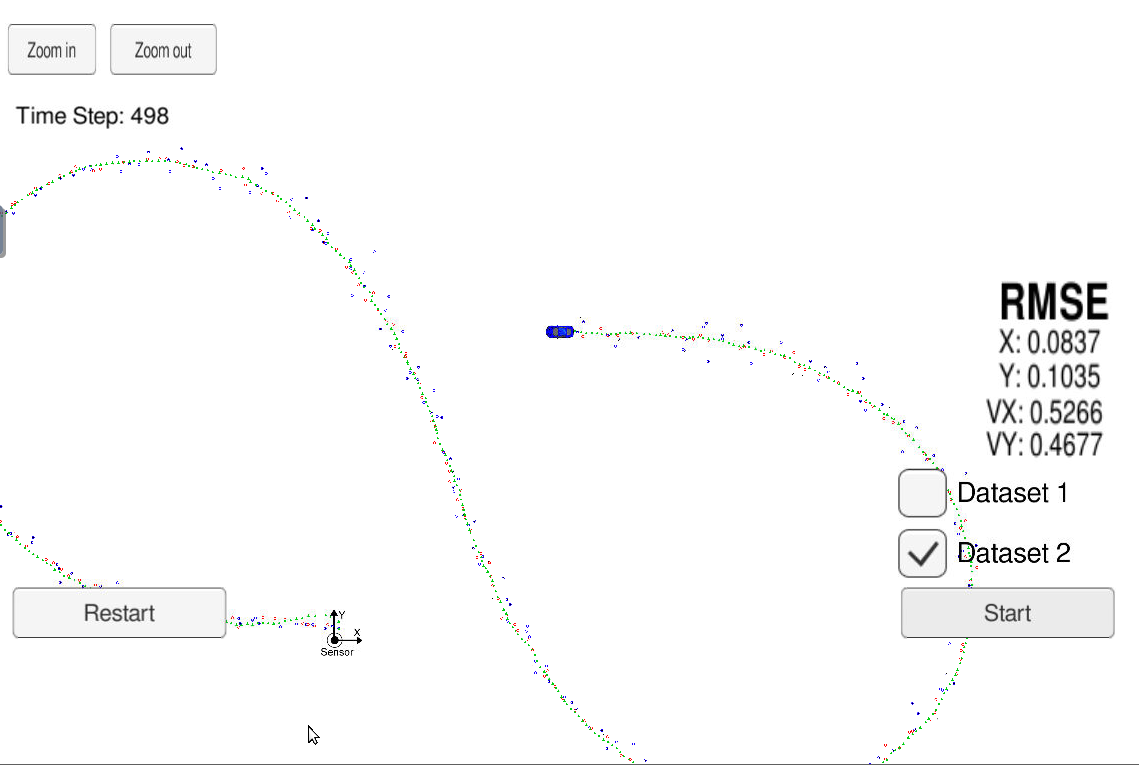 Zoom in
Zoom out
Time Step: 498
RMSE
X: 0.0837
Y: 0.1035
VX: 0.5266
VY: 0.4677
Dataset 1
Dataset 2
Restart
Start
Y
X
Sensor